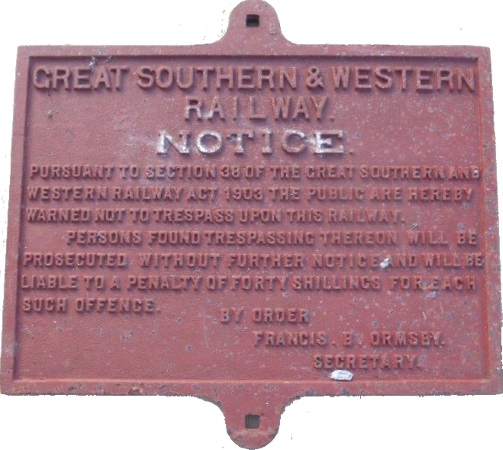 GREAT SOUTHERN & WESTERN
RAILWAY.
NOTICE.
PURSUANT TO SECTION 38 OF THE GREAT SOUTHERN AND
WESTERN RAILWAY ACT 1903, THE PUBLIC ARE HEREBY
WARNED NOT TO TRESPASS UPON THIS RAILWAY.
PERSONS FOUND TRESPASSING THEREON WILL BE
PROSECUTED WITHOUT FURTHER NOTICE AND WILL BE
LIABLE TO A PENALTY OF FORTY SHILLINGS FOR EACH
SUCH OFFENCE.
BY ORDER
FRANCIS. B. ORMSBY.
SECRETARY.